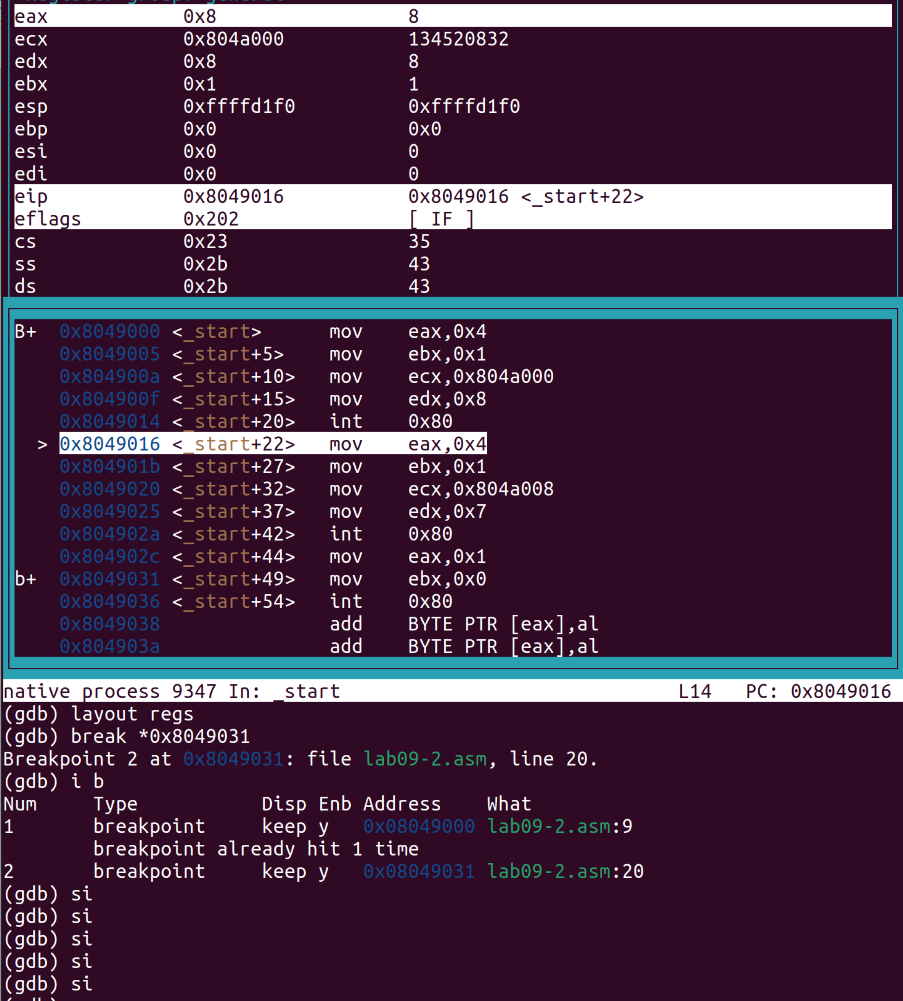 eax 0x8 8
ecx 0x804a000 134520832
edx 0x8 8
ebx 0x1 1
esp 0xffffd1f0 0xffffd1f0
ebp 0x0 0x0
esi 0x0 0
edi 0x0 0
eip 0x8049016 0x8049016 <_start+22>
eflags 0x202 [ IF ]
cs 0x23 35
ss 0x2b 43
ds 0x2b 43
B+ 0x8049000 <_start> mov eax,0x4
0x8049005 <_start+5> mov ebx,0x1
0x804900a <_start+10> mov ecx,0x804a000
0x804900f <_start+15> mov edx,0x8
0x8049014 <_start+20> int 0x80
> 0x8049016 <_start+22> mov eax,0x4
0x804901b <_start+27> mov ebx,0x1
0x8049020 <_start+32> mov ecx,0x804a008
0x8049025 <_start+37> mov edx,0x7
0x804902a <_start+42> int 0x80
0x804902c <_start+44> mov eax,0x1
b+ 0x8049031 <_start+49> mov ebx,0x0
0x8049036 <_start+54> int 0x80
0x8049038 add BYTE PTR [eax],al
0x804903a add BYTE PTR [eax],al
native process 9347 In: _start L14 PC: 0x8049016
(gdb) layout regs
(gdb) break *0x8049031
Breakpoint 2 at 0x8049031: file lab09-2.asm, line 20.
(gdb) i b
Num Type Disp Enb Address What
1 breakpoint keep y 0x08049000 lab09-2.asm:9
breakpoint already hit 1 time
2 breakpoint keep y 0x08049031 lab09-2.asm:20
(gdb) si
(gdb) si
(gdb) si
(gdb) si
(gdb) si